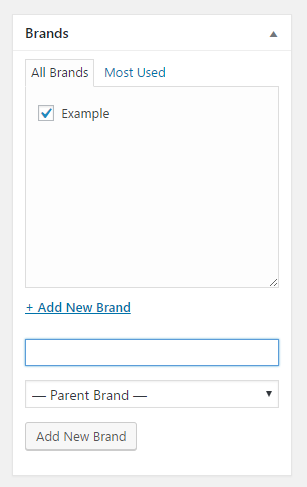 Brands
All Brands Most Used
Example
+ Add New Brand
— Parent Brand —
Add New Brand